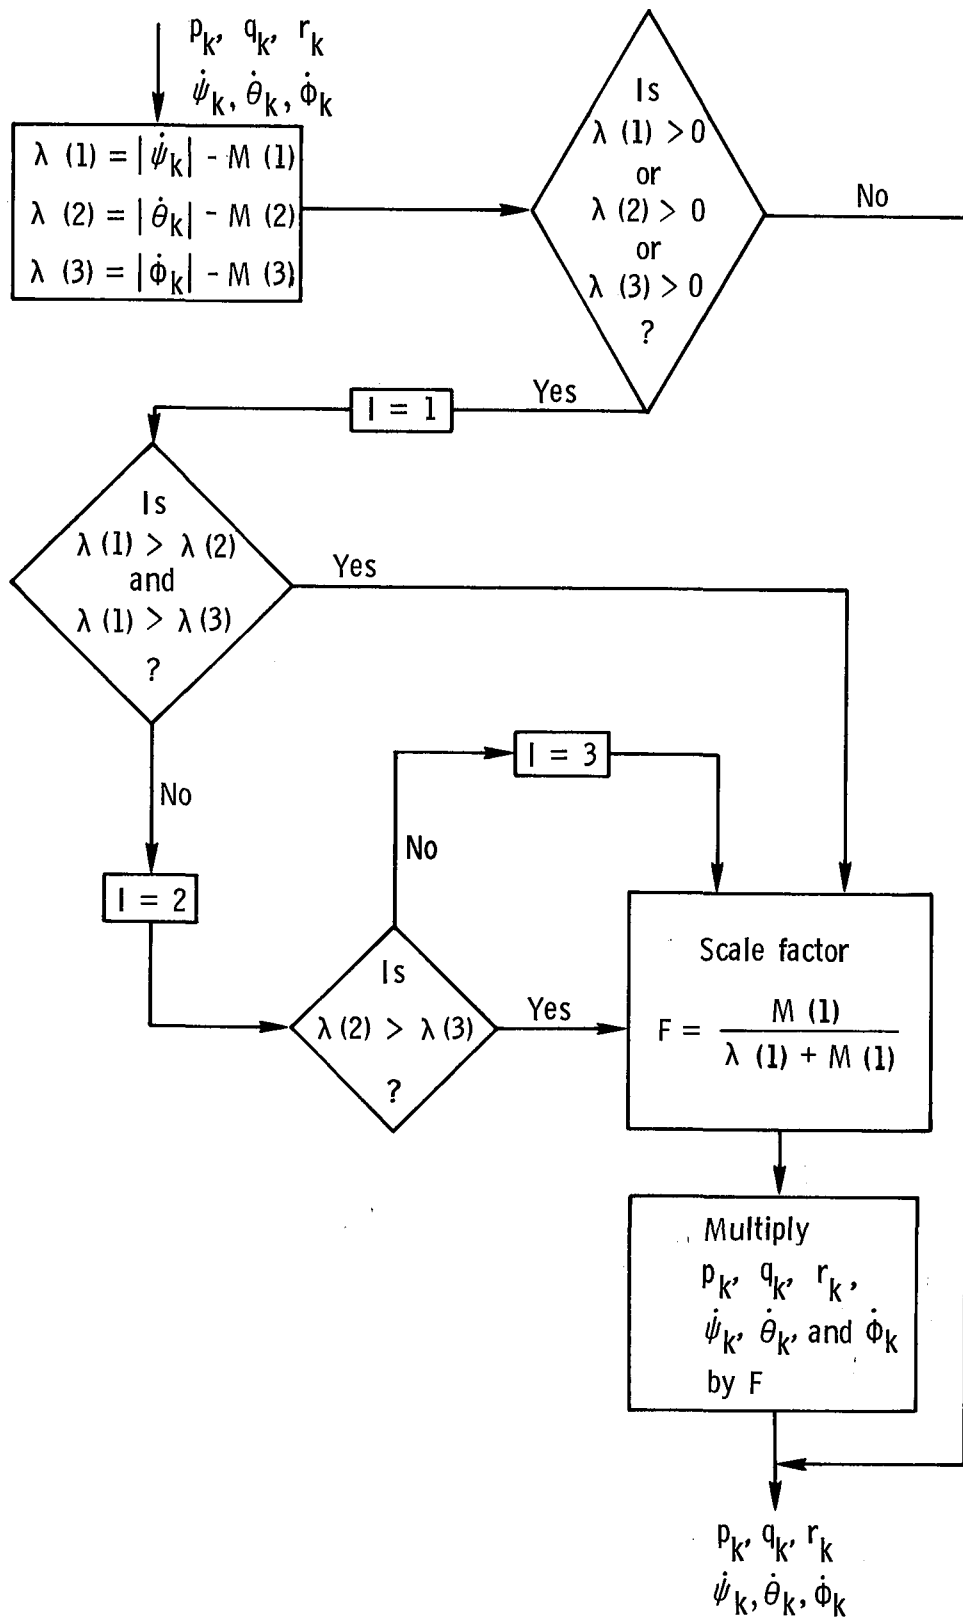 p_k, q_k, r_k
ψ̇_k, θ̇_k, ϕ̇_k
λ (1) = |ψ̇_k| - M (1)
λ (2) = |θ̇_k| - M (2)
λ (3) = |ϕ̇_k| - M (3)
Is
λ (1) > 0
or
λ (2) > 0
or
λ (3) > 0
?
No
Yes
I = 1
Is
λ (1) > λ (2)
and
λ (1) > λ (3)
?
Yes
No
I = 2
I = 3
No
Is
λ (2) > λ (3)
?
Yes
Scale factor
F = M (I) / λ (I) + M (I)
Multiply
p_k, q_k, r_k,
ψ̇_k, θ̇_k, and ϕ̇_k
by F
p_k, q_k, r_k
ψ̇_k, θ̇_k, ϕ̇_k